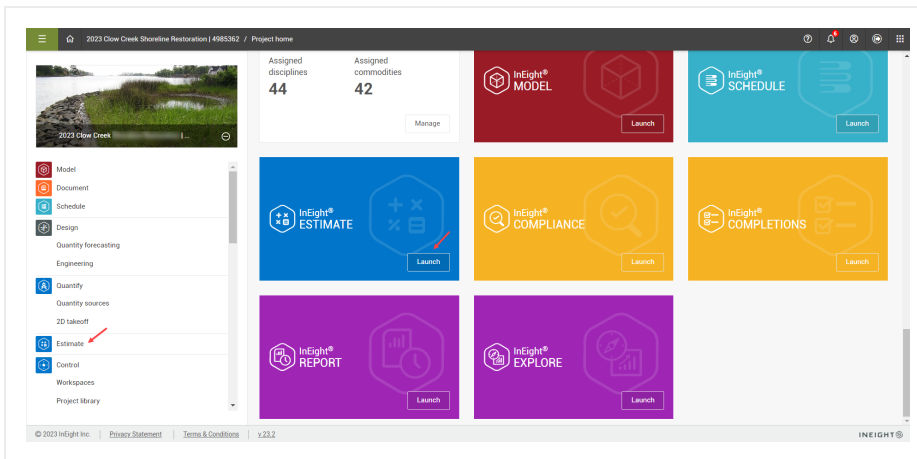 2023 Clow Creek Shoreline Restoration | 4985362 / Project home
6
2023 Clow Creek
Model
Document
Schedule
Design
Quantity forecasting
Engineering
Quantify
Quantity sources
2D takeoff
Estimate
Control
Workspaces
Project library
Assigned disciplines
44
Assigned commodities
42
Manage
InEight®
MODEL
Launch
InEight®
SCHEDULE
Launch
InEight®
ESTIMATE
Launch
InEight®
COMPLIANCE
Launch
InEight®
COMPLETIONS
Launch
InEight®
REPORT
Launch
InEight®
EXPLORE
Launch
© 2023 InEight Inc. | Privacy Statement | Terms & Conditions | v.23.2
INEIGHT